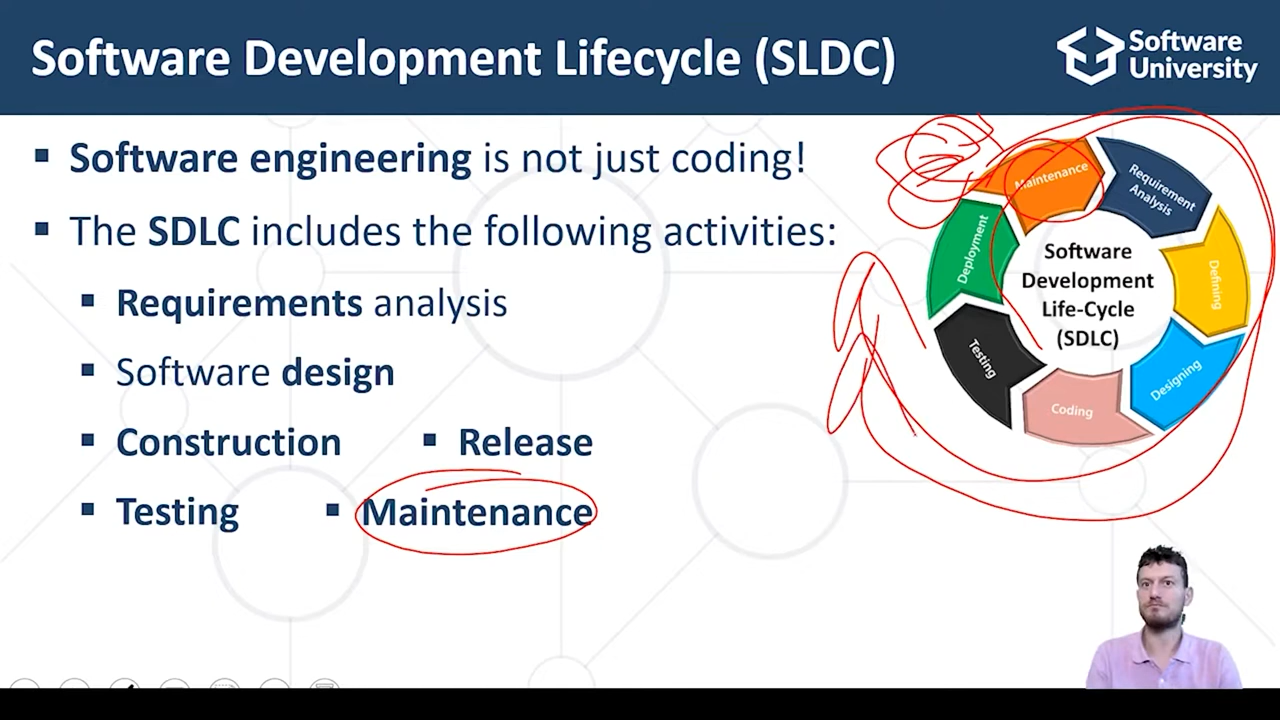 Software Development Lifecycle (SLDC)
Software
University
Software engineering is not just coding!
The SDLC includes the following activities:
Requirements analysis
Software design
Construction
Release
Testing
Maintenance
Maintenance
Requirement
Analysis
Defining
Designing
Coding
Testing
Deployment
Software
Development
Life-Cycle
(SDLC)